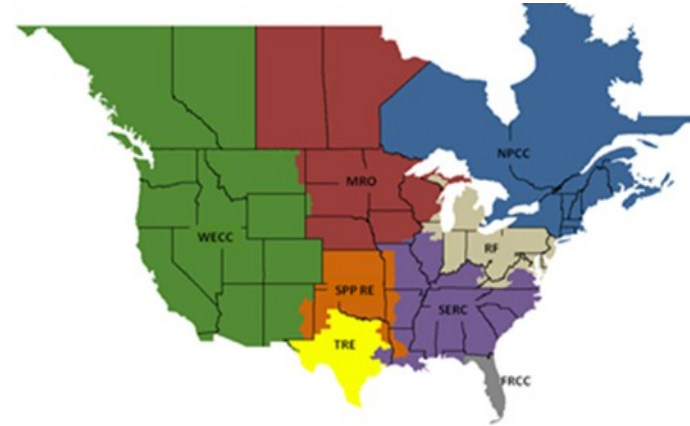 NPCC
MRO
WECC
RF
SPP RE
SERC
TRE
FRCC